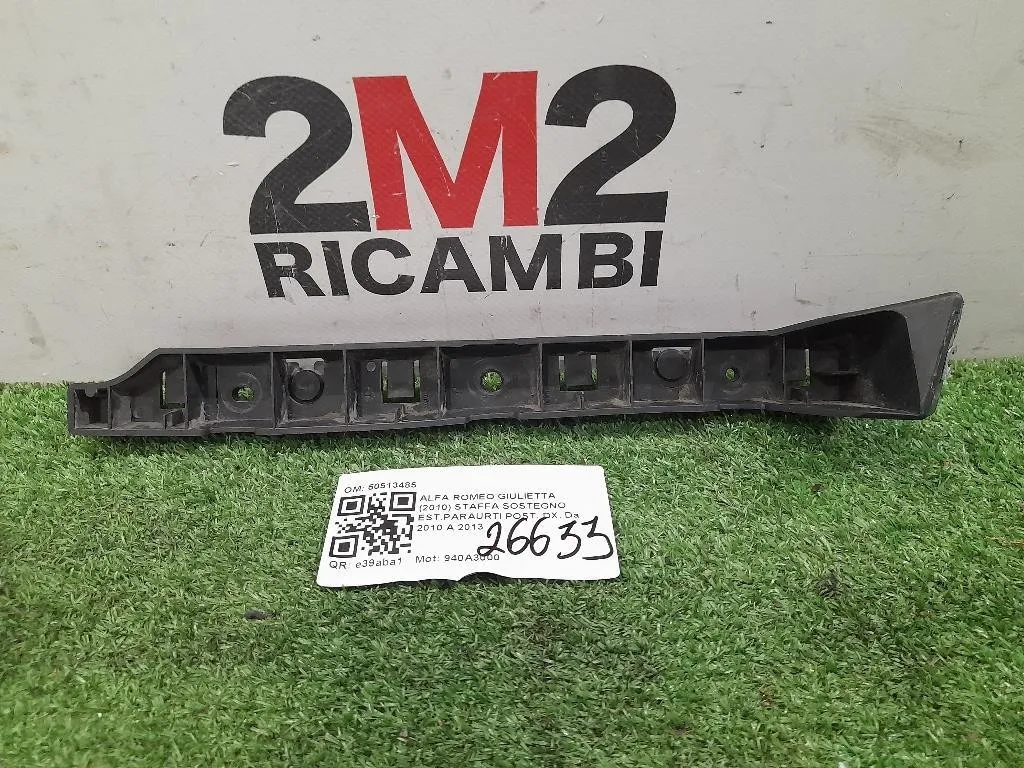 2M2
RICAMBI
OM: 50513485
ALFA ROMEO GIULIETTA
(2010) STAFFA SOSTEGNO
EST.PARAURTI POST. DX. Da
2010 A 2013
26633
QR: e39aba1 Mot: 940A3000